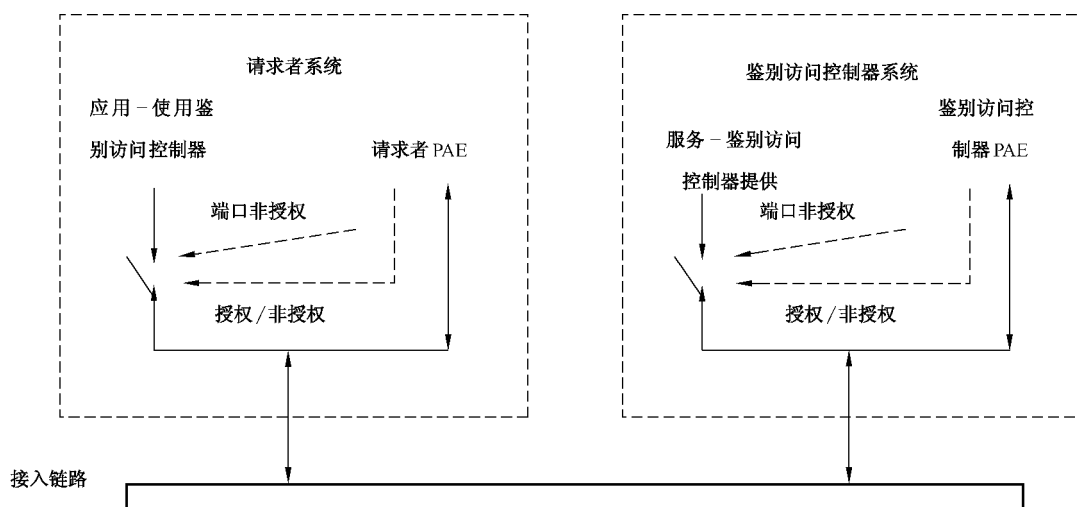 请求者系统
应用-使用鉴
别访问控制器
请求者 PAE
端口非授权
授权/非授权
鉴别访问控制器系统
服务-鉴别访问
控制器提供
鉴别访问控
制器 PAE
端口非授权
授权/非授权
接入链路